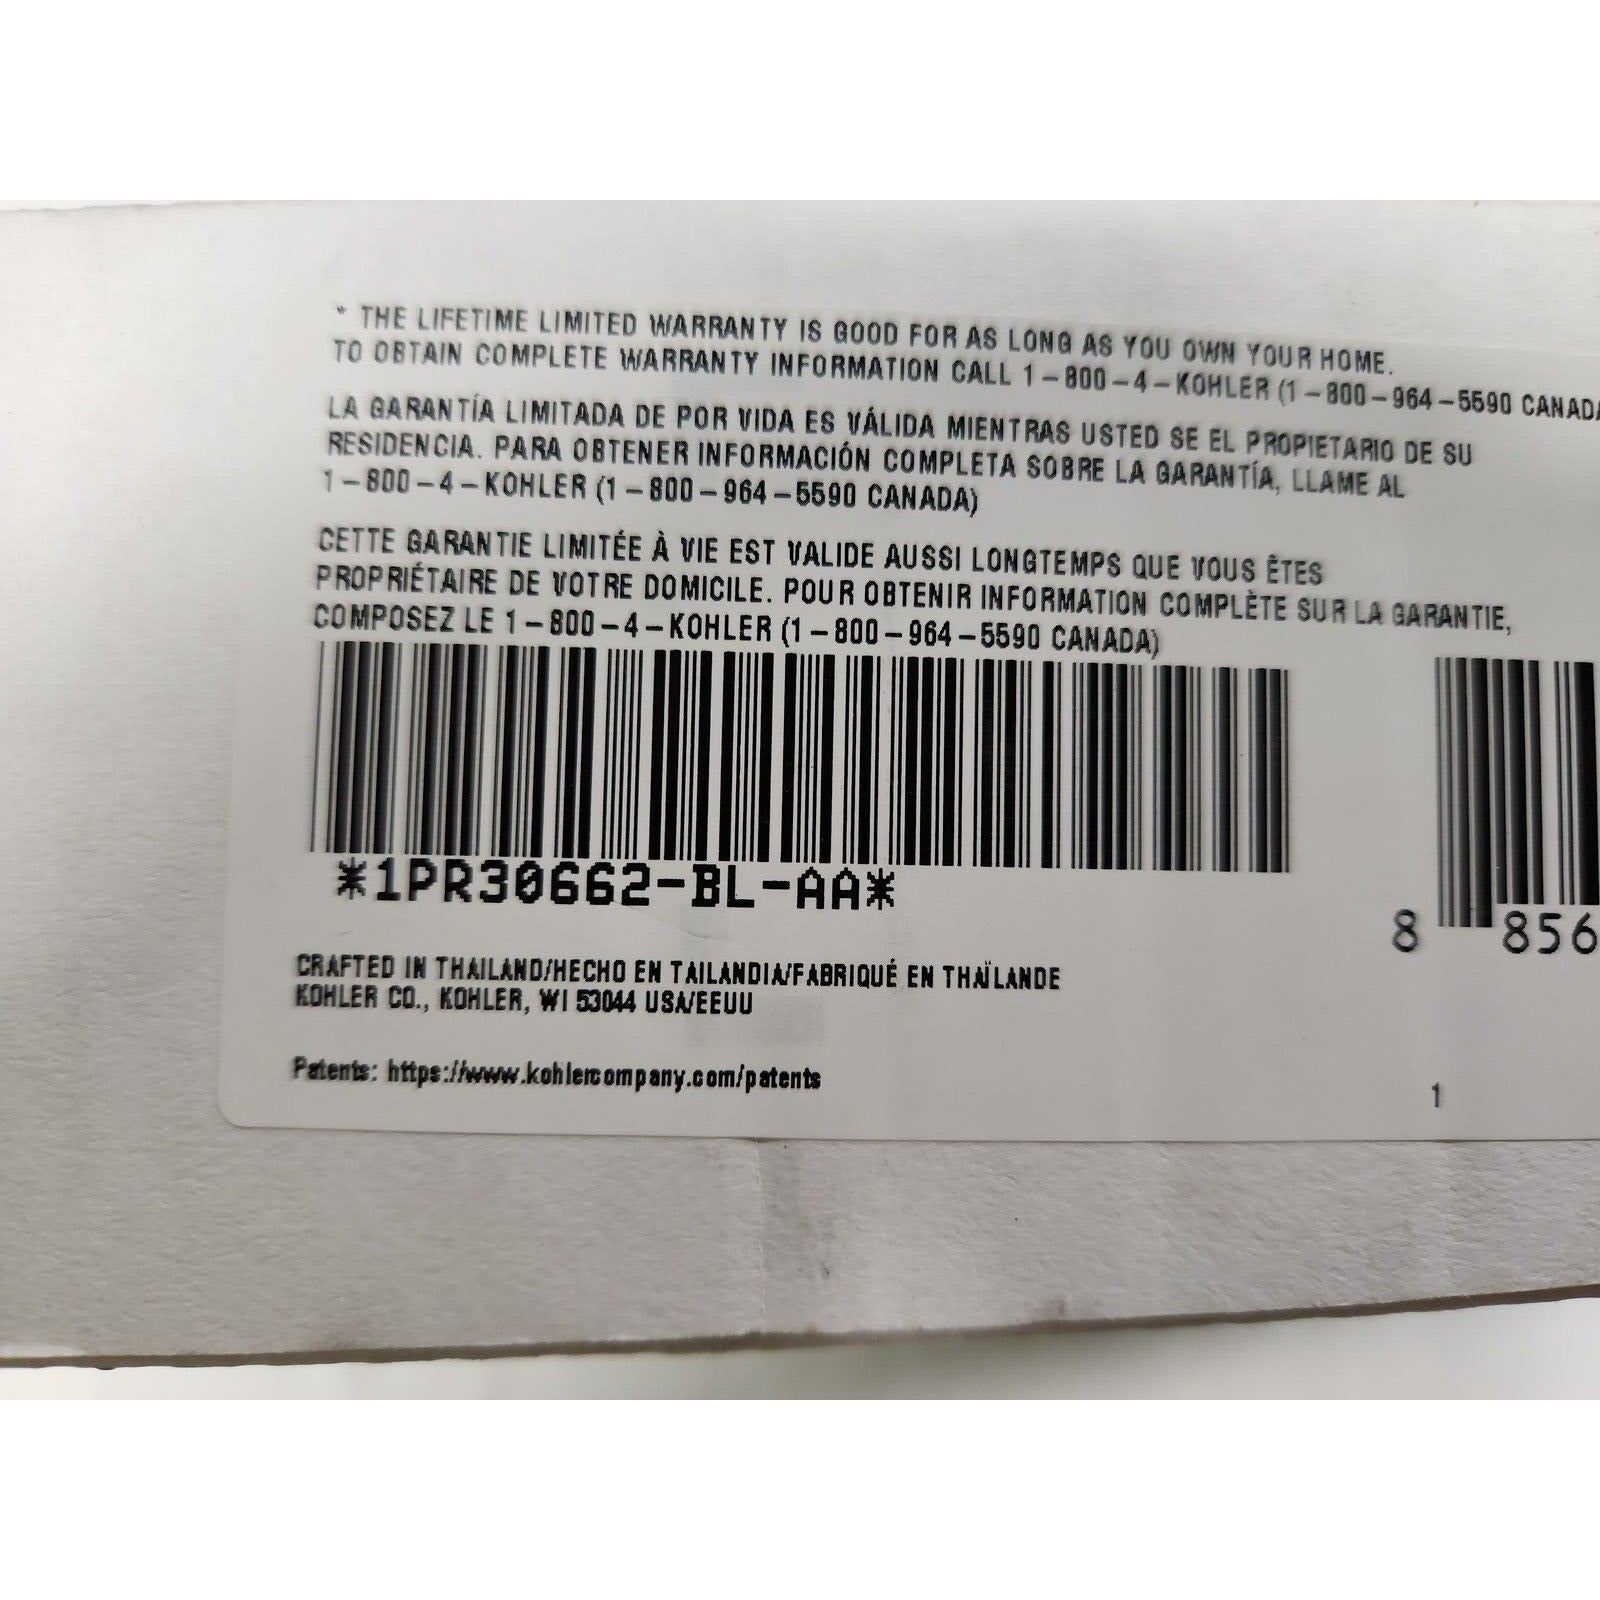 * THE LIFETIME LIMITED WARRANTY IS GOOD FOR AS LONG AS YOU OWN YOUR HOME.
TO OBTAIN COMPLETE WARRANTY INFORMATION CALL 1-800-4-KOHLER (1-800-964-5590 CANADA
LA GARANTÍA LIMITADA DE POR VIDA ES VÁLIDA MIENTRAS USTED SE EL PROPIETARIO DE SU
RESIDENCIA. PARA OBTENER INFORMACIÓN COMPLETA SOBRE LA GARANTÍA, LLAME AL
1-800-4-KOHLER (1-800-964-5590 CANADA)
CETTE GARANTIE LIMITÉE À VIE EST VALIDE AUSSI LONGTEMPS QUE VOUS ÊTES
PROPRIÉTAIRE DE VOTRE DOMICILE. POUR OBTENIR INFORMATION COMPLÈTE SUR LA GARANTIE,
COMPOSEZ LE 1-800-4-KOHLER (1-800-964-5590 CANADA)
*1PR30662-BL-AA*
8 856
CRAFTED IN THAILAND/HECHO EN TAILANDIA/FABRIQUÉ EN THAÏLANDE
KOHLER CO., KOHLER, WI 53044 USA/EEUU
Patents: https://www.kohlercompany.com/patents
1